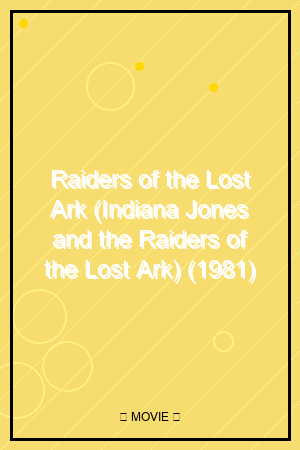 Raiders of the Lost
Ark (Indiana Jones
and the Raiders of
the Lost Ark) (1981)
MOVIE